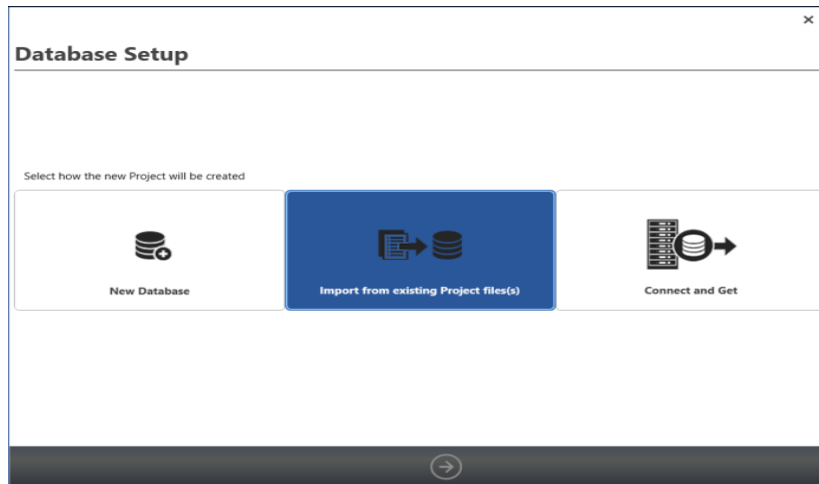 Database Setup
Select how the new Project will be created
New Database
Import from existing Project files(s)
Connect and Get